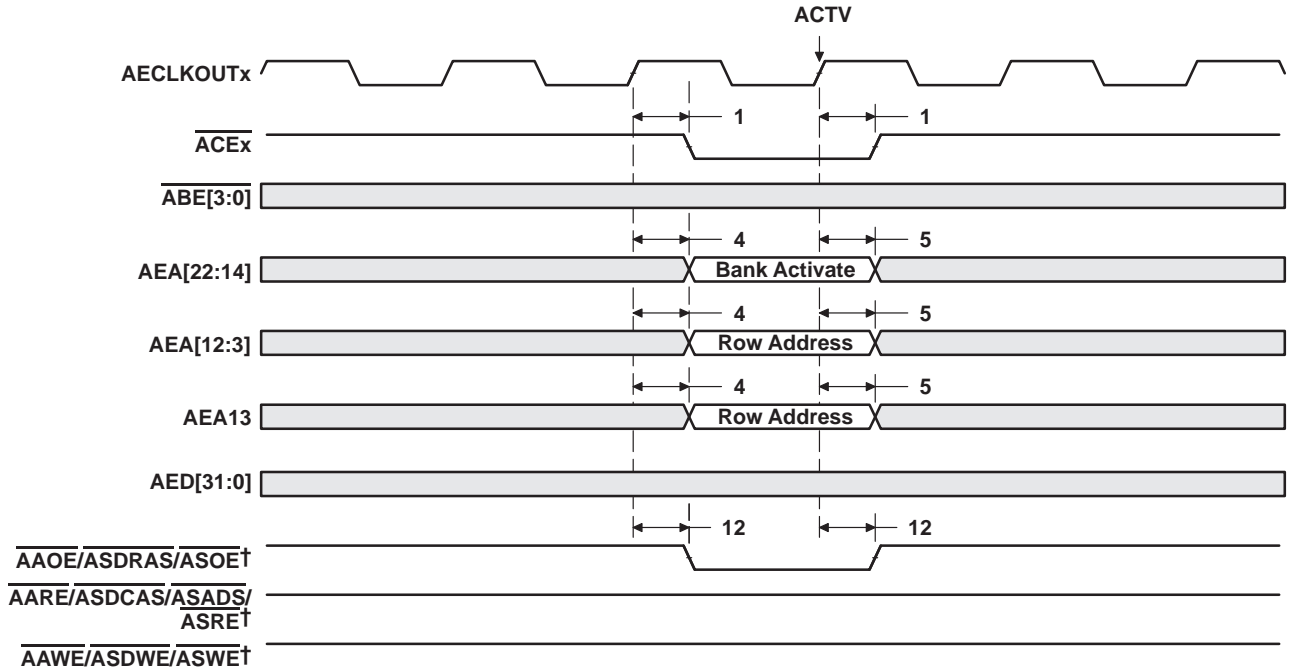 ACTV
AECLKOUTx
1 1
ACEx
ABE[3:0]
4 5
AEA[22:14] Bank Activate
4 5
AEA[12:3] Row Address
4 5
AEA13 Row Address
AED[31:0]
12 12
AAOE/ASDRAS/ASOE†
AARE/ASDCAS/ASADS/
ASRE†
AAWE/ASDWE/ASWE†